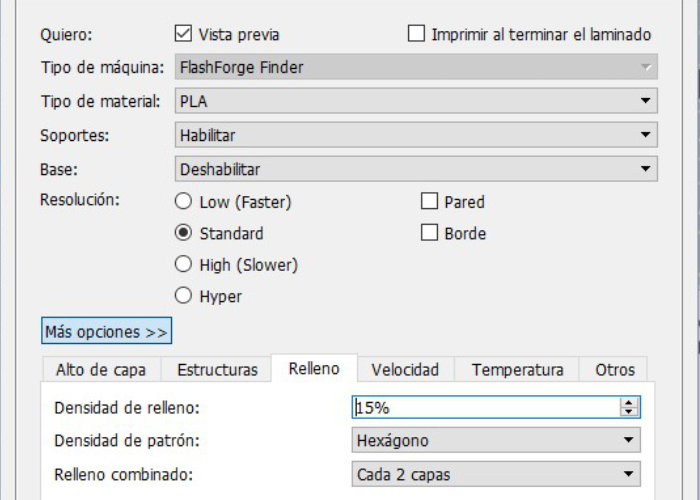 Quiero: Vista previa Imprimir al terminar el laminado
Tipo de máquina: FlashForge Finder
Tipo de material: PLA
Soportes: Habilitar
Base: Deshabilitar
Resolución: Low (Faster) Pared
Standard Borde
High (Slower)
Hyper
Más opciones >>
Alto de capa Estructuras Relleno Velocidad Temperatura Otros
Densidad de relleno: 15%
Densidad de patrón: Hexágono
Relleno combinado: Cada 2 capas